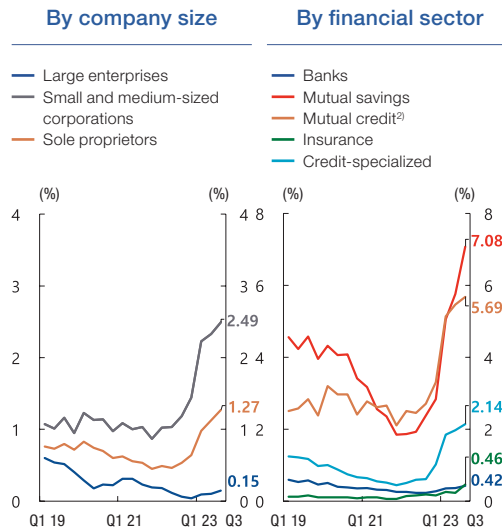 By company size
Large enterprises
Small and medium-sized
corporations
Sole proprietors
(%)
(%)
4
3
2
1
0
4
3
2
1
0
2.49
1.27
0.15
Q1 19
Q1 21
Q1 23
Q3
By financial sector
Banks
Mutual savings
Mutual credit²⁾
Insurance
Credit-specialized
(%)
(%)
8
6
4
2
0
8
6
4
2
0
7.08
5.69
2.14
0.46
0.42
Q1 19
Q1 21
Q1 23
Q3